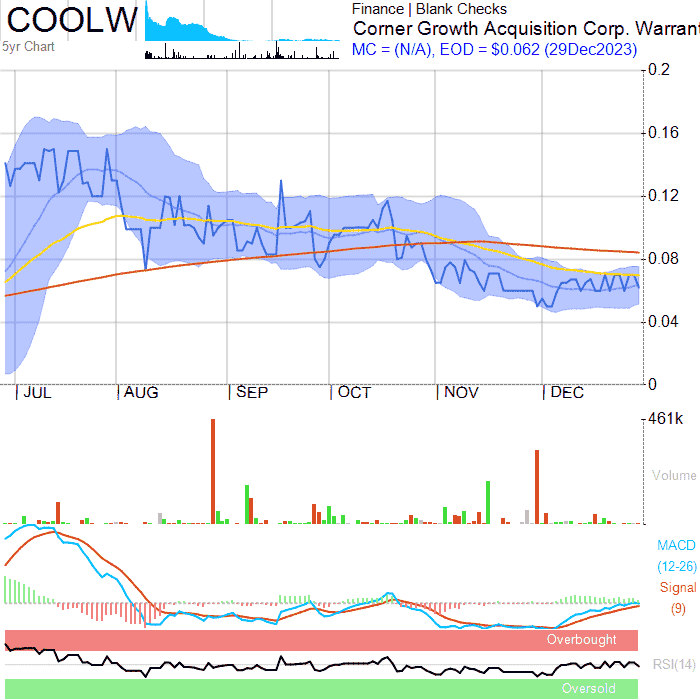 COOLW
5yr Chart
Finance | Blank Checks
Corner Growth Acquisition Corp. Warrant
MC = (N/A), EOD = $0.062 (29Dec2023)
0.2
0.16
0.12
0.08
0.04
0
JUL AUG SEP OCT NOV DEC
461k
Volume
MACD
(12-26)
Signal
(9)
Overbought
RSI(14)
Oversold